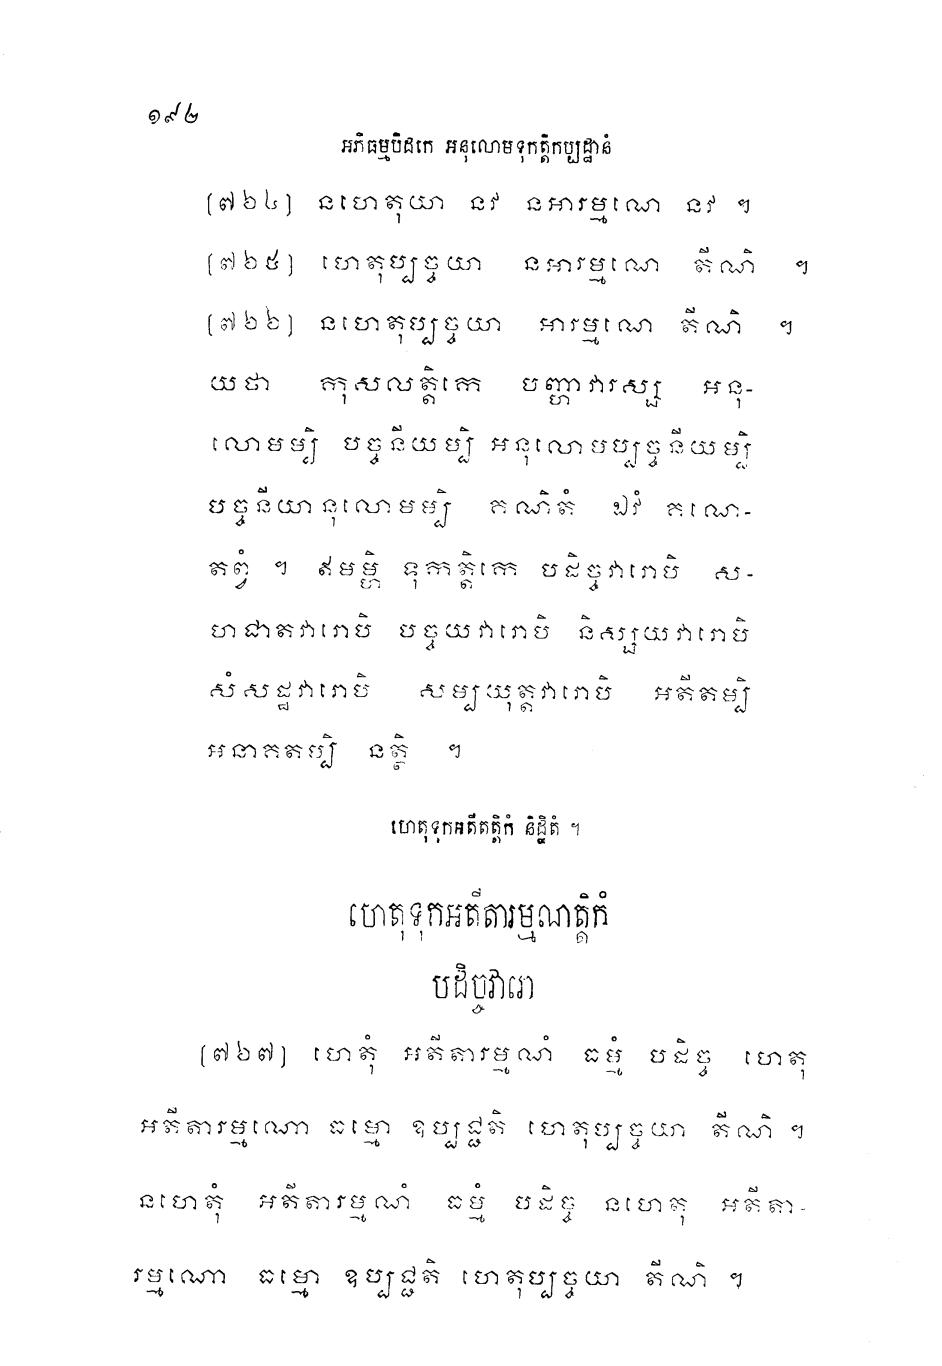 ១៩២
អភិធម្មបិដកេ អនុលោមទុកត្តិកប្បដ្ឋានំ
[៧៦៤] នហេតុយា នវ នអារម្មណេ នវ ។
[៧៦៥] ហេតុប្បច្ចយា នអារម្មណេ តីណិ ។
[៧៦៦] នហេតុប្បច្ចយា អារម្មណេ តីណិ ។
យថា កុសលត្តិកេ បញ្ហាវារស្ស អនុ-
លោមម្បិ បច្ចនីយម្បិ អនុលោមប្បច្ចនីយម្បិ
បច្ចនីយានុលោមម្បិ គណិតំ ឯវំ គណេ-
តព្វំ ។ ឥមម្ហិ ទុកត្តិកេ បដិច្ចវារោបិ ស-
ហជាតវារោបិ បច្ចយវារោបិ និស្សយវារោបិ
សំសដ្ឋវារោបិ សម្បយុត្តវារោបិ អតីតម្បិ
អនាគតម្បិ នត្ថិ ។
ហេតុទុកអតីតត្តិកំ និដ្ឋិតំ ។
ហេតុទុកអតីតារម្មណត្តិកំ
បដិច្ចវារោ
[៧៦៧] ហេតុំ អតីតារម្មណំ ធម្មំ បដិច្ច ហេតុ
អតីតារម្មណោ ធម្មោ ឧប្បជ្ជតិ ហេតុប្បច្ចយា តីណិ ។
នហេតុំ អតីតារម្មណំ ធម្មំ បដិច្ច នហេតុ អតីតា-
រម្មណោ ធម្មោ ឧប្បជ្ជតិ ហេតុប្បច្ចយា តីណិ ។